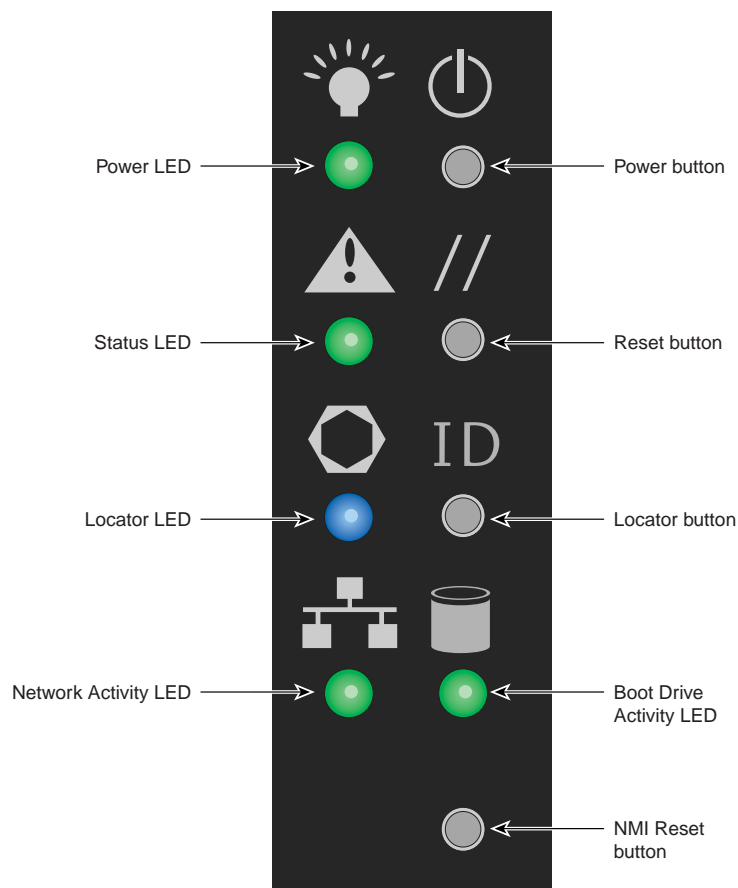 Power LED
Power button
//
Status LED
Reset button
ID
Locator LED
Locator button
Network Activity LED
Boot Drive
Activity LED
NMI Reset
button